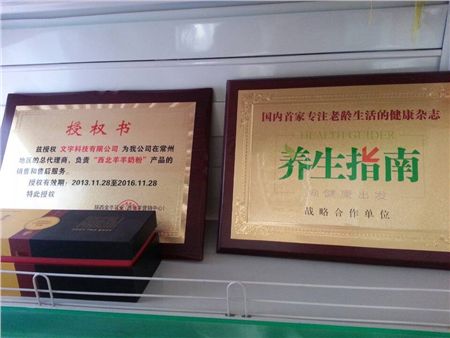 授权书
兹授权 文宇科技有限公司 为我公司在常州
地区的总代理商，负责“西北羊羊奶粉”产品的
销售和售后服务。
授权有效期：2013.11.28至2016.11.28
特此授权
国内首家专注老龄生活的健康杂志
HEALTH GUIDER
养生指南
健康出发
战略合作单位